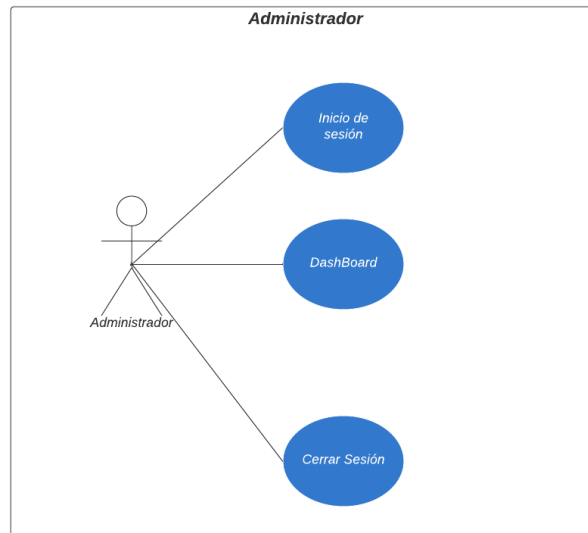 Administrador
Inicio de
sesión
DashBoard
Administrador
Cerrar Sesión